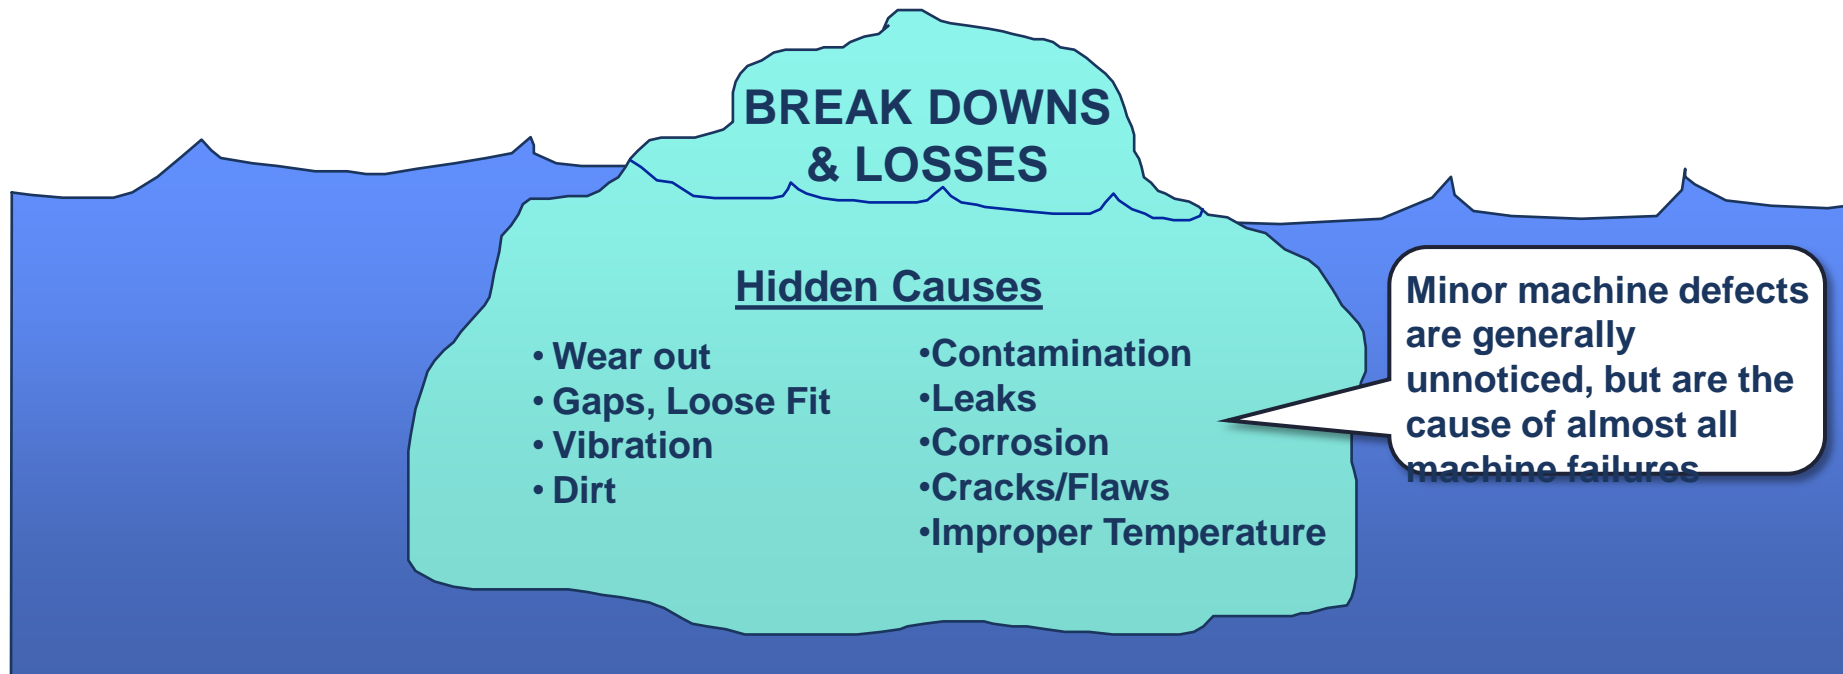 BREAK DOWNS
& LOSSES
Hidden Causes
• Wear out
• Gaps, Loose Fit
• Vibration
• Dirt
•Contamination
•Leaks
•Corrosion
•Cracks/Flaws
•Improper Temperature
Minor machine defects
are generally
unnoticed, but are the
cause of almost all
machine failures